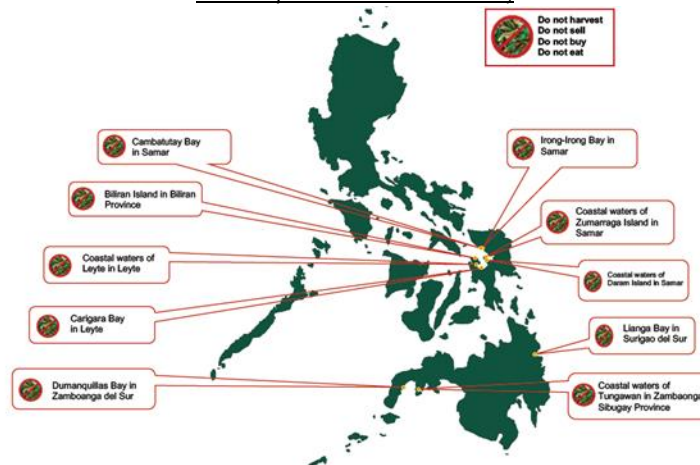 Do not harvest
Do not sell
Do not buy
Do not eat
Cambatutay Bay
in Samar
Irong-Irong Bay in
Samar
Biliran Island in Biliran
Province
Coastal waters of
Zumarraga Island in
Samar
Coastal waters of
Leyte in Leyte
Coastal waters of
Daram Island in Samar
Carigara Bay
in Leyte
Lianga Bay in
Surigao del Sur
Dumanquillas Bay in
Zamboanga del Sur
Coastal waters of
Tungawan in Zambaonga
Sibugay Province